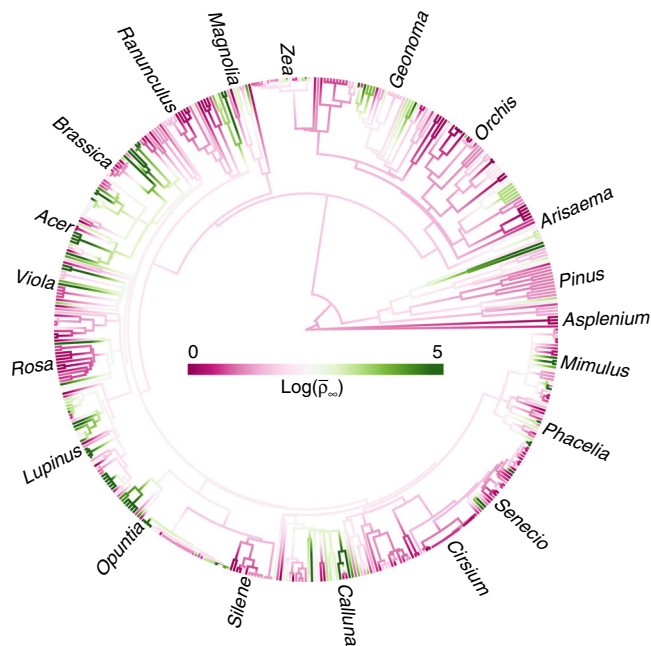 Zea
Geonoma
Orchis
Arisaema
Pinus
Asplenium
Mimulus
Phacelia
Senecio
Cirsium
Calluna
Silene
Opuntia
Lupinus
Rosa
Viola
Acer
Brassica
Ranunculus
Magnolia
0 5
Log(ρ̅∞)